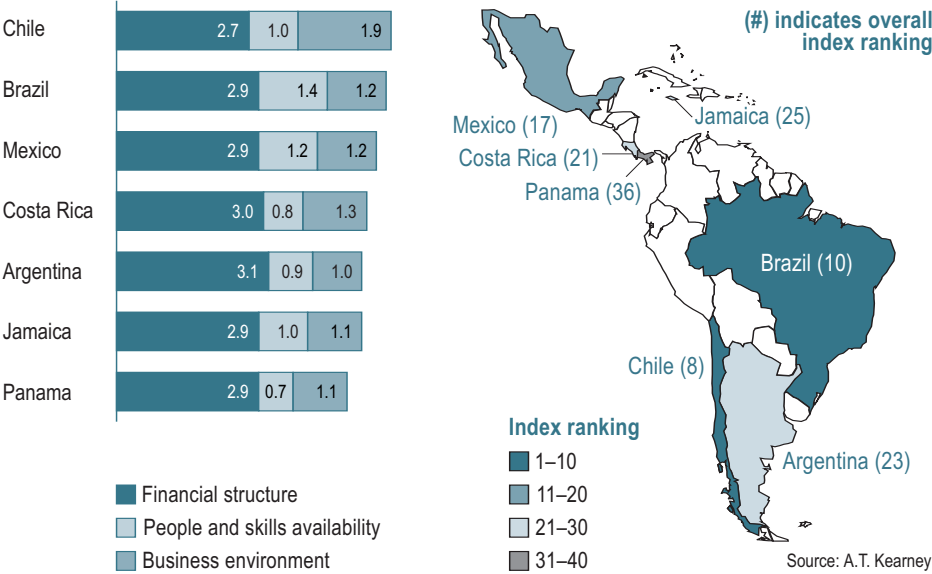 Chile 2.7 1.0 1.9
Brazil 2.9 1.4 1.2
Mexico 2.9 1.2 1.2
Costa Rica 3.0 0.8 1.3
Argentina 3.1 0.9 1.0
Jamaica 2.9 1.0 1.1
Panama 2.9 0.7 1.1
Financial structure
People and skills availability
Business environment
(#) indicates overall
index ranking
Jamaica (25)
Mexico (17)
Costa Rica (21)
Panama (36)
Brazil (10)
Chile (8)
Argentina (23)
Index ranking
1–10
11–20
21–30
31–40
Source: A.T. Kearney